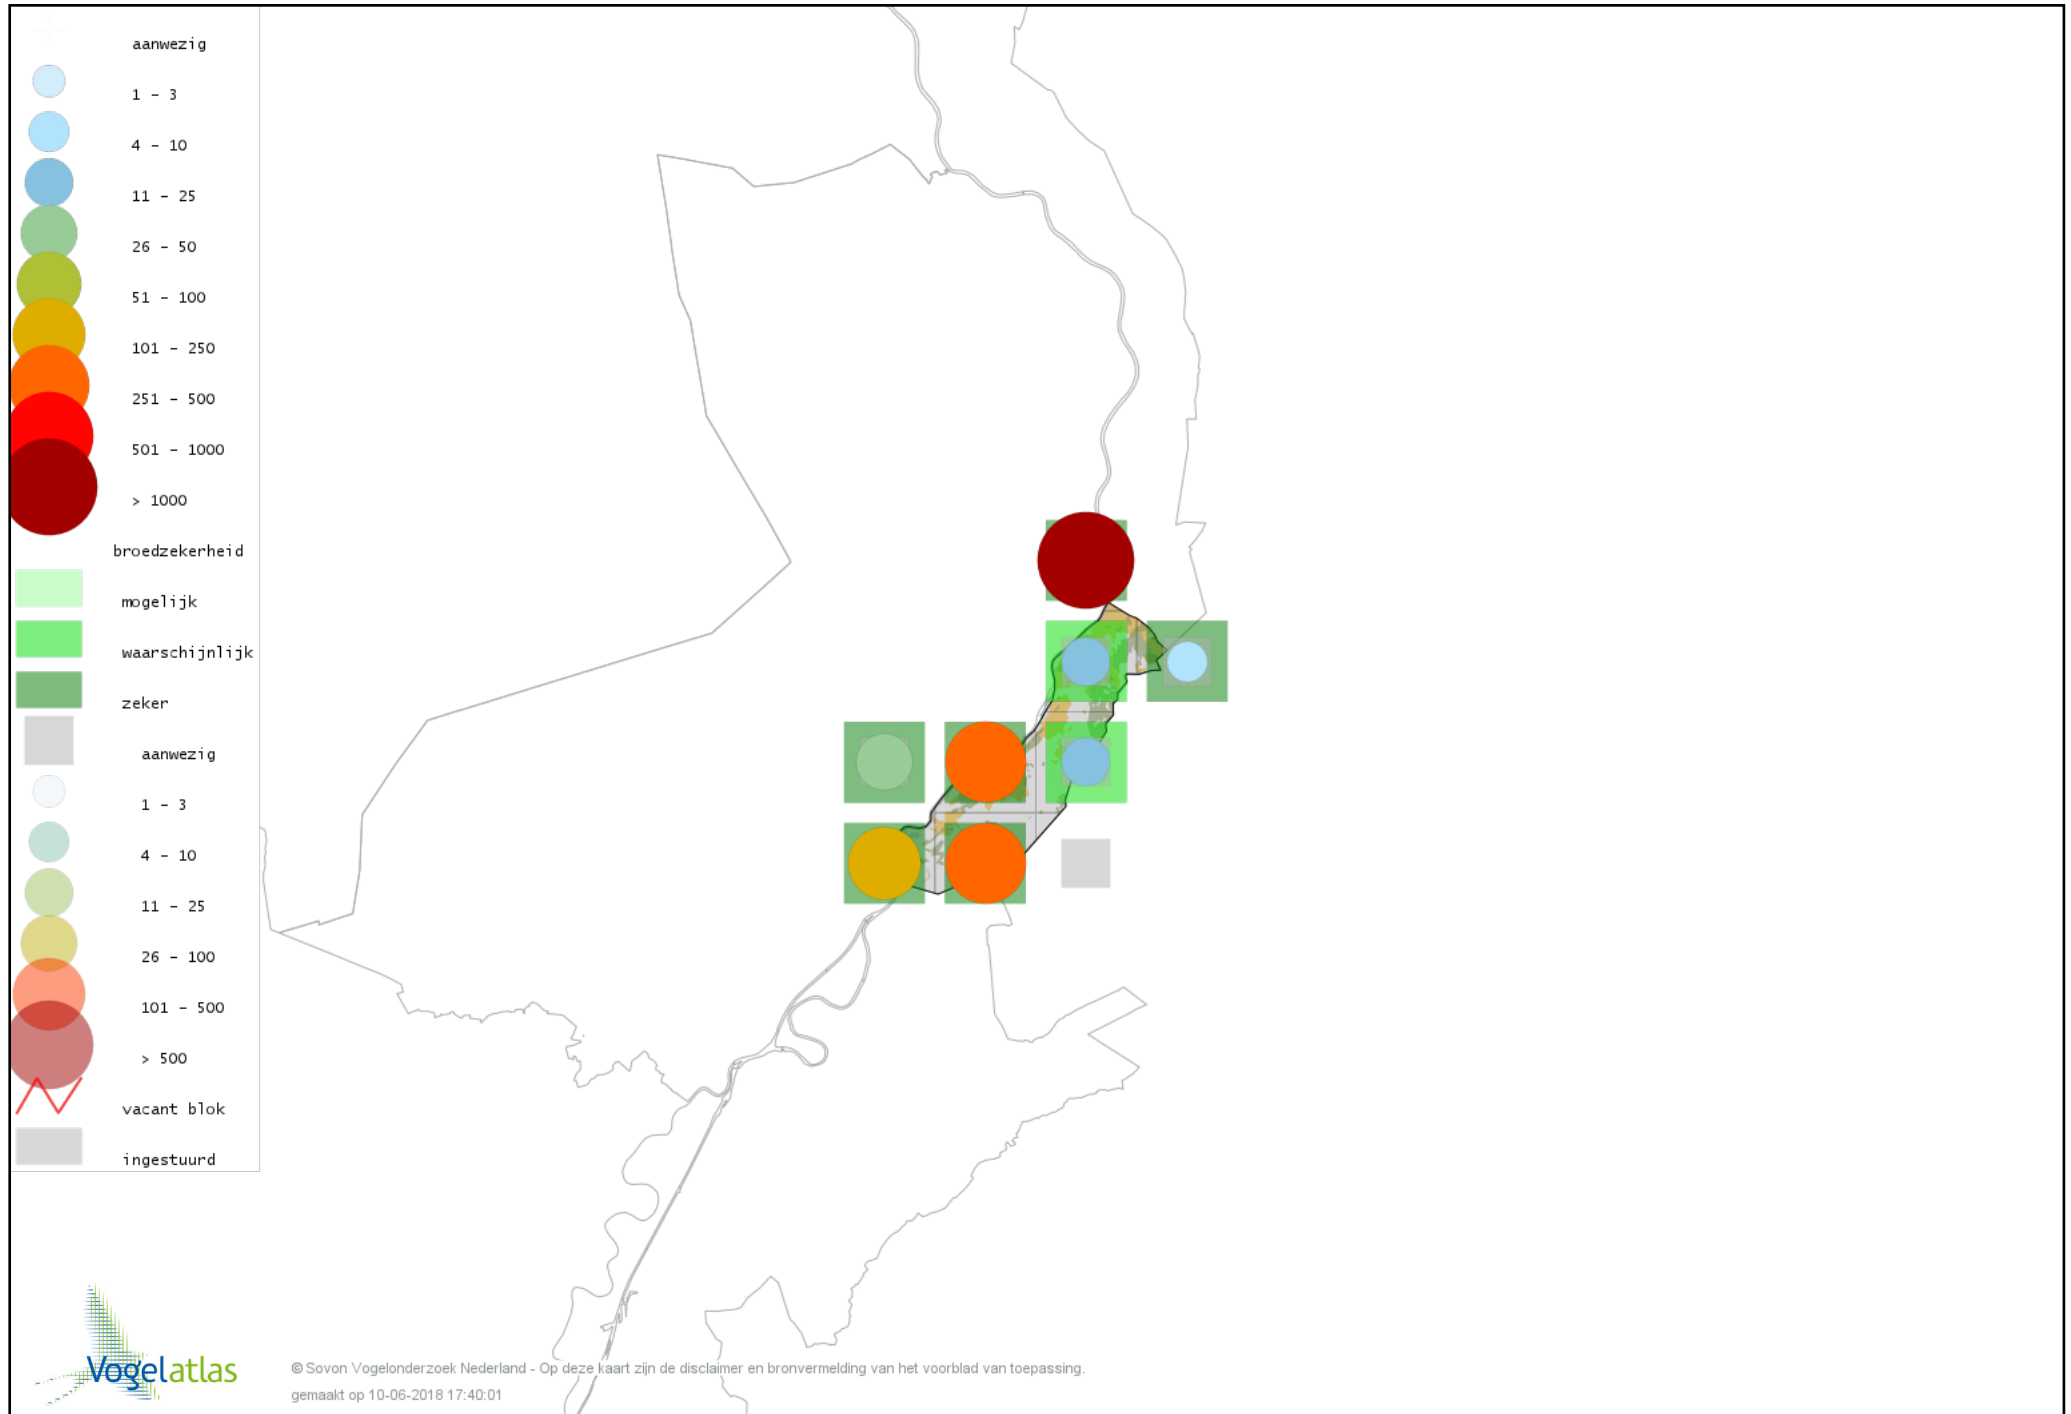 aanwezig
1 - 3
4 - 10
11 - 25
26 - 50
51 - 100
101 - 250
251 - 500
501 - 1000
> 1000
broedzekerheid
mogelijk
waarschijnlijk
zeker
aanwezig
1 - 3
4 - 10
11 - 25
26 - 100
101 - 500
> 500
vacant blok
ingestuurd
Vogelatlas
© Sovon Vogelonderzoek Nederland - Op deze kaart zijn de disclaimer en bronvermelding van het voorblad van toepassing.
gemaakt op 10-06-2018 17:40:01